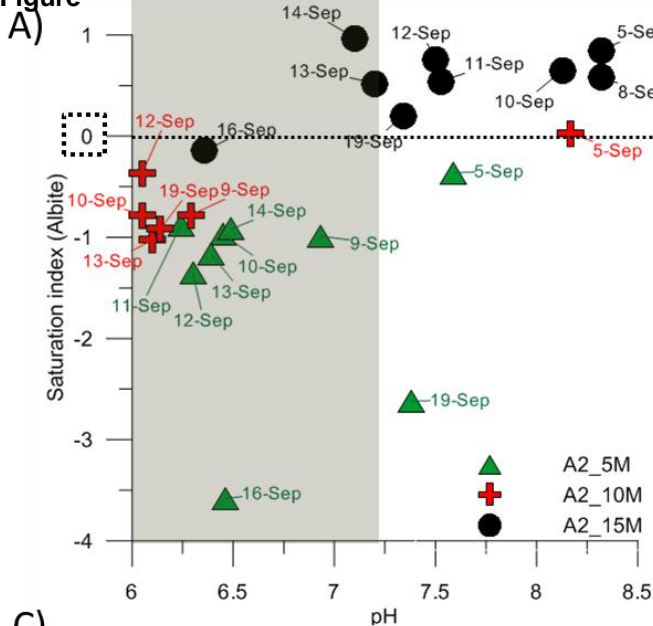 Figure
A)
14-Sep
12-Sep
5-Se
13-Sep
11-Sep
10-Sep
8-Se
16-Sep
19-Sep
12-Sep
5-Sep
10-Sep
19-Sep
9-Sep
14-Sep
5-Sep
13-Sep
10-Sep
9-Sep
11-Sep
13-Sep
12-Sep
19-Sep
16-Sep
A2_5M
A2_10M
A2_15M
1
0
-1
-2
-3
-4
Saturation index (Albite)
6
6.5
7
7.5
8
8.5
pH
C)